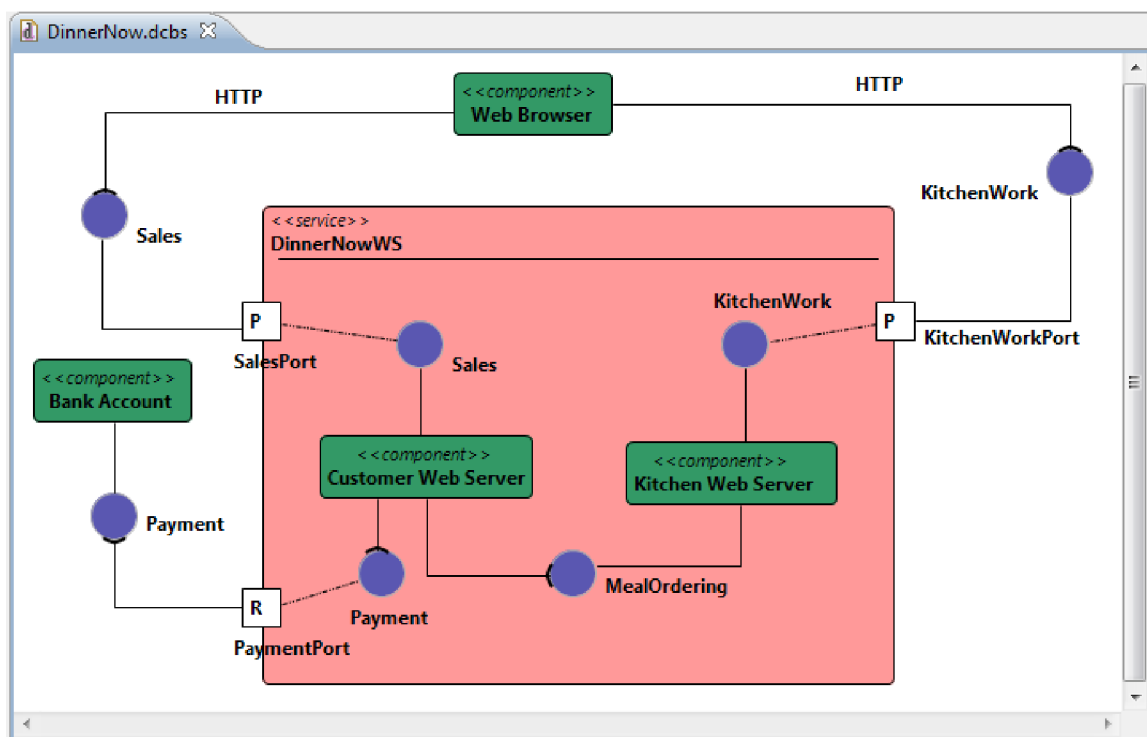 DinnerNow.dcbs
HTTP
<<component>>
Web Browser
HTTP
KitchenWork
Sales
<<service>>
DinnerNowWS
P
SalesPort
Sales
KitchenWork
P
KitchenWorkPort
<<component>>
Bank Account
<<component>>
Customer Web Server
<<component>>
Kitchen Web Server
Payment
Payment
MealOrdering
R
PaymentPort